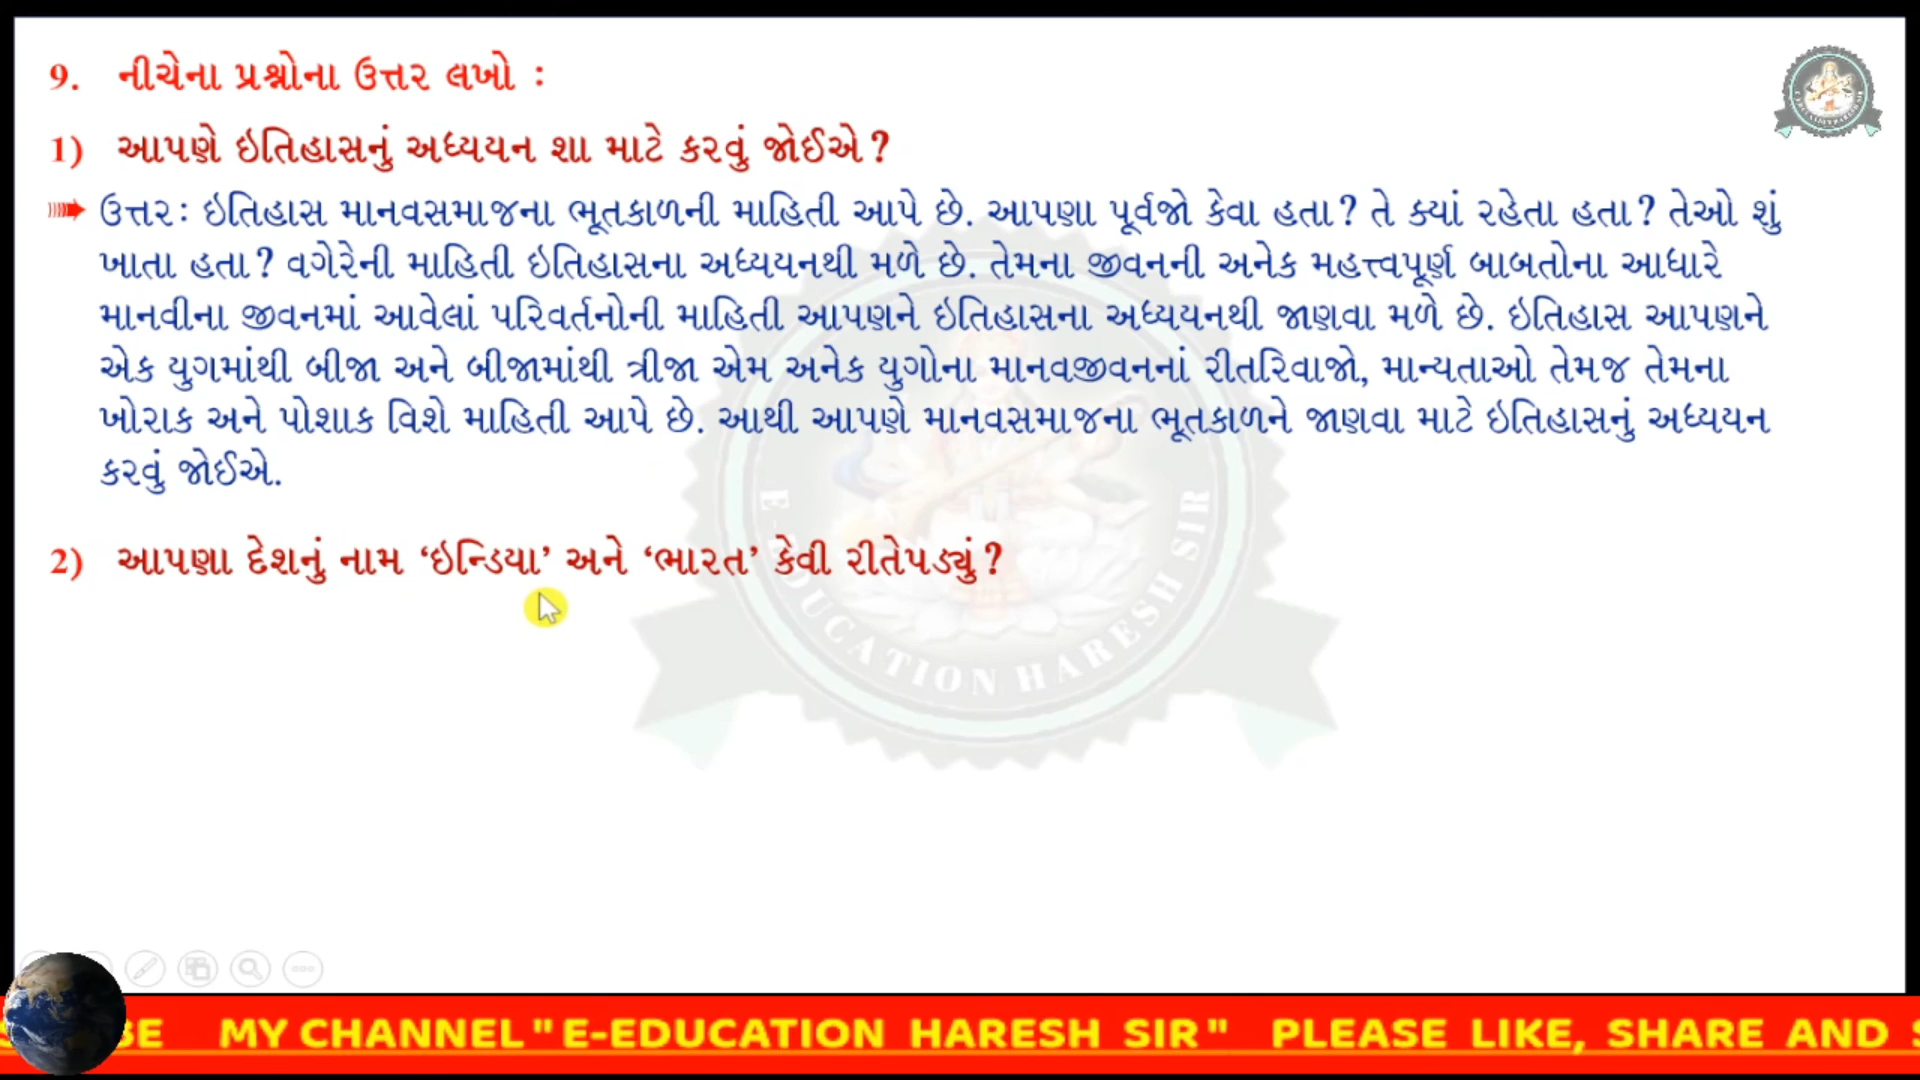 9. નીચેના પ્રશ્નોના ઉત્તર લખો :
1) આપણે ઇતિહાસનું અધ્યયન શા માટે કરવું જોઈએ?
ઉત્તર: ઇતિહાસ માનવસમાજના ભૂતકાળની માહિતી આપે છે. આપણા પૂર્વજો કેવા હતા? તે ક્યાં રહેતા હતા? તેઓ શું
ખાતા હતા? વગેરેની માહિતી ઇતિહાસના અધ્યયનથી મળે છે. તેમના જીવનની અનેક મહત્ત્વપૂર્ણ બાબતોના આધારે
માનવીના જીવનમાં આવેલાં પરિવર્તનોની માહિતી આપણને ઇતિહાસના અધ્યયનથી જાણવા મળે છે. ઇતિહાસ આપણને
એક યુગમાંથી બીજા અને બીજામાંથી ત્રીજા એમ અનેક યુગોના માનવજીવનનાં રીતરિવાજો, માન્યતાઓ તેમજ તેમના
ખોરાક અને પોશાક વિશે માહિતી આપે છે. આથી આપણે માનવસમાજના ભૂતકાળને જાણવા માટે ઇતિહાસનું અધ્યયન
કરવું જોઈએ.
2) આપણા દેશનું નામ ‘ઇન્ડિયા’ અને ‘ભારત’ કેવી રીતેપડ્યું?
E-EDUCATION HARESH SIR
MY CHANNEL "E-EDUCATION HARESH SIR" PLEASE LIKE, SHARE AND